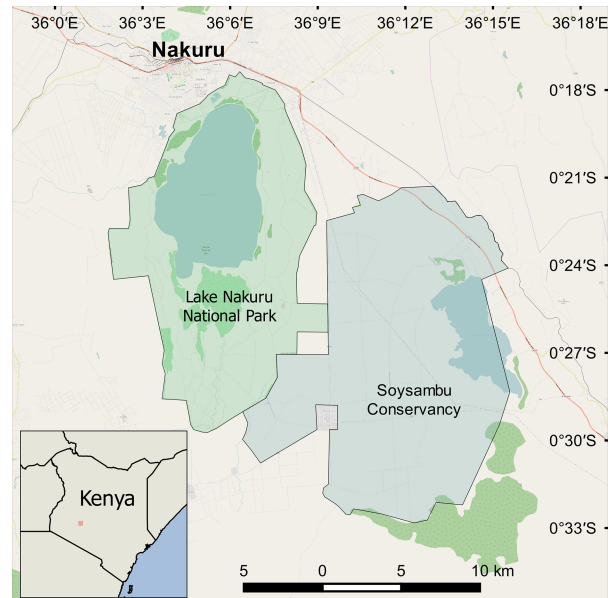 36°0'E 36°3'E 36°6'E 36°9'E 36°12'E 36°15'E 36°18'E
Nakuru
0°18'S
0°21'S
0°24'S
Lake Nakuru
National Park
0°27'S
Soysambu
Conservancy
0°30'S
Kenya
0°33'S
5 0 5 10 km